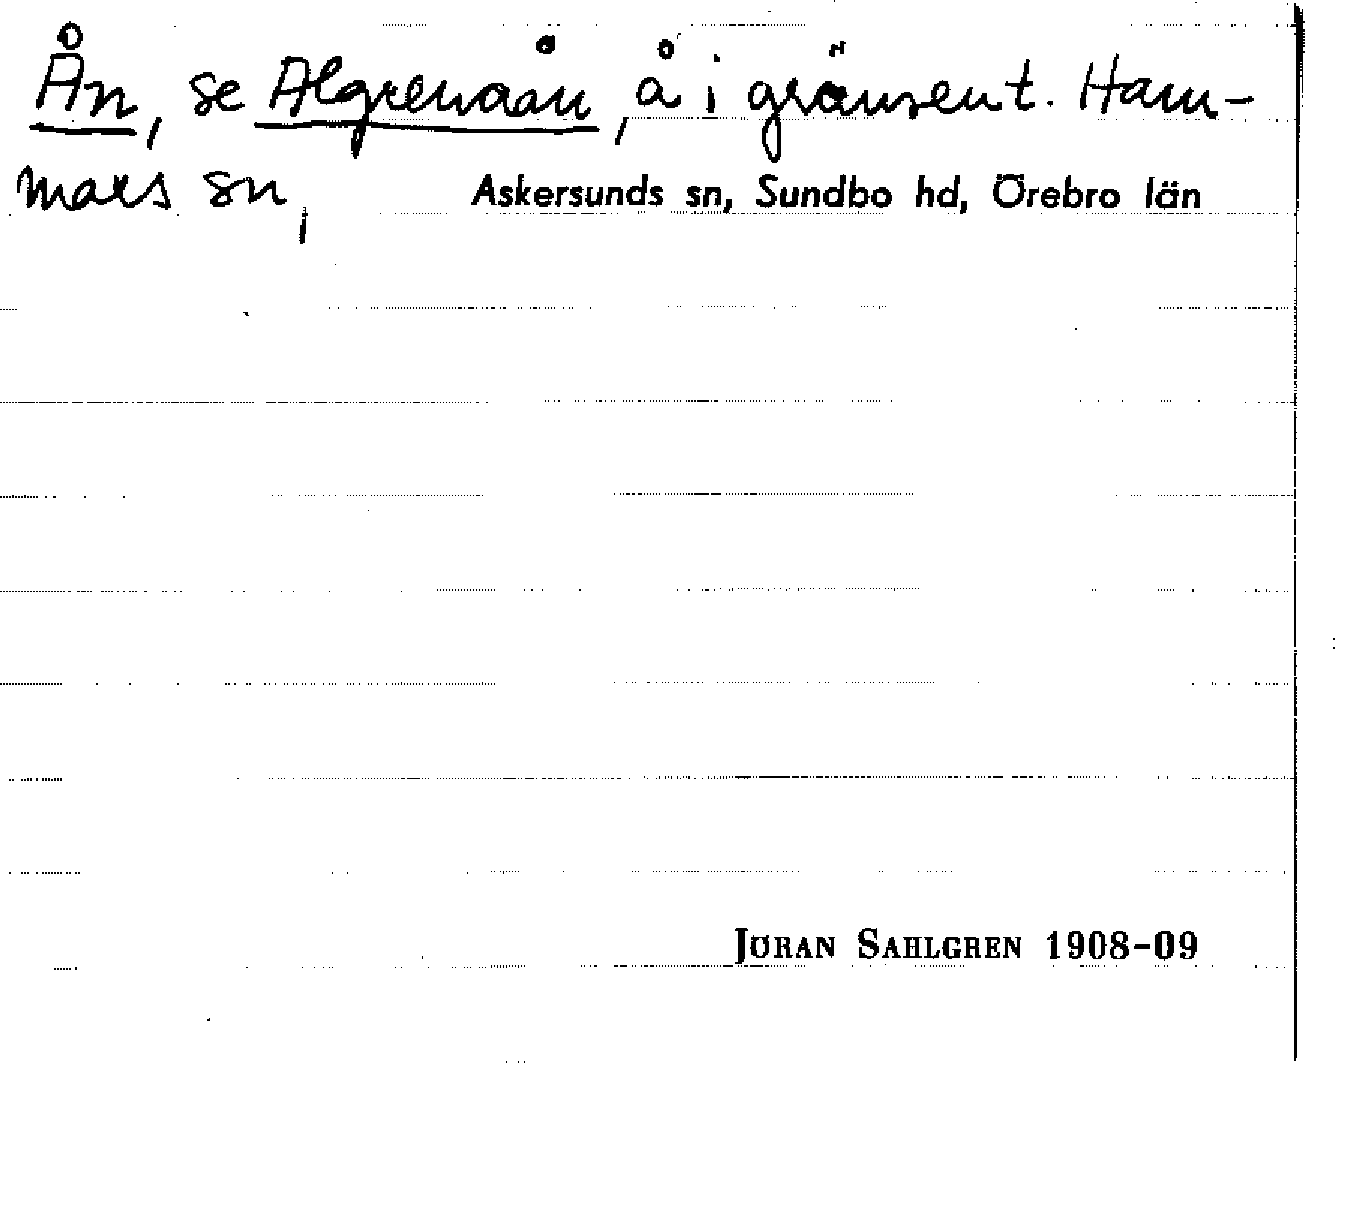 Ån, se Algrenaån, å i gränsen t. Ham-
mars sn, Askersunds sn, Sundbo hd, Örebro län
JÖRAN SAHLGREN 1908-09